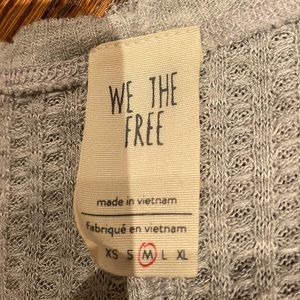 WE THE
FREE
made in vietnam
fabriqué en vietnam
XS S M L XL